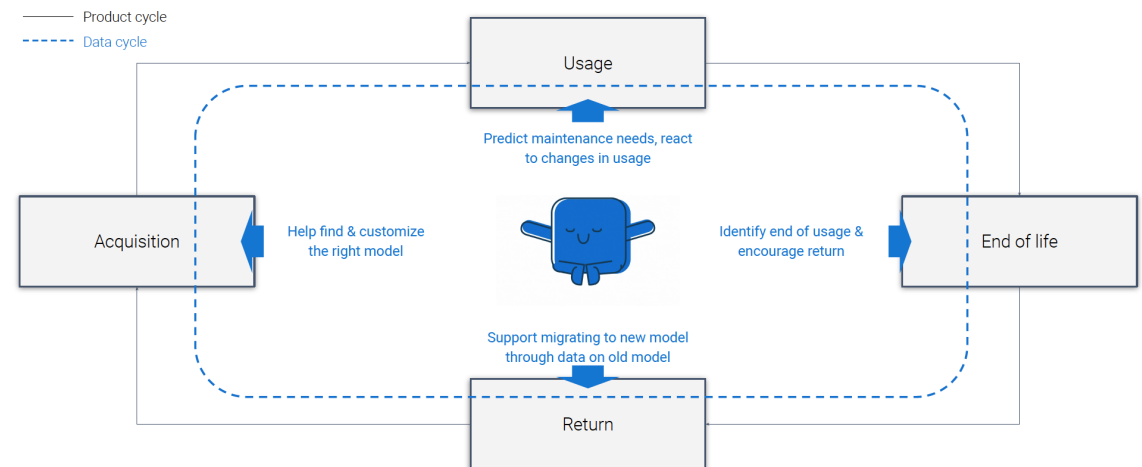 Product cycle
Data cycle
Usage
Predict maintenance needs, react
to changes in usage
Acquisition
Help find & customize
the right model
Identify end of usage &
encourage return
End of life
Support migrating to new model
through data on old model
Return